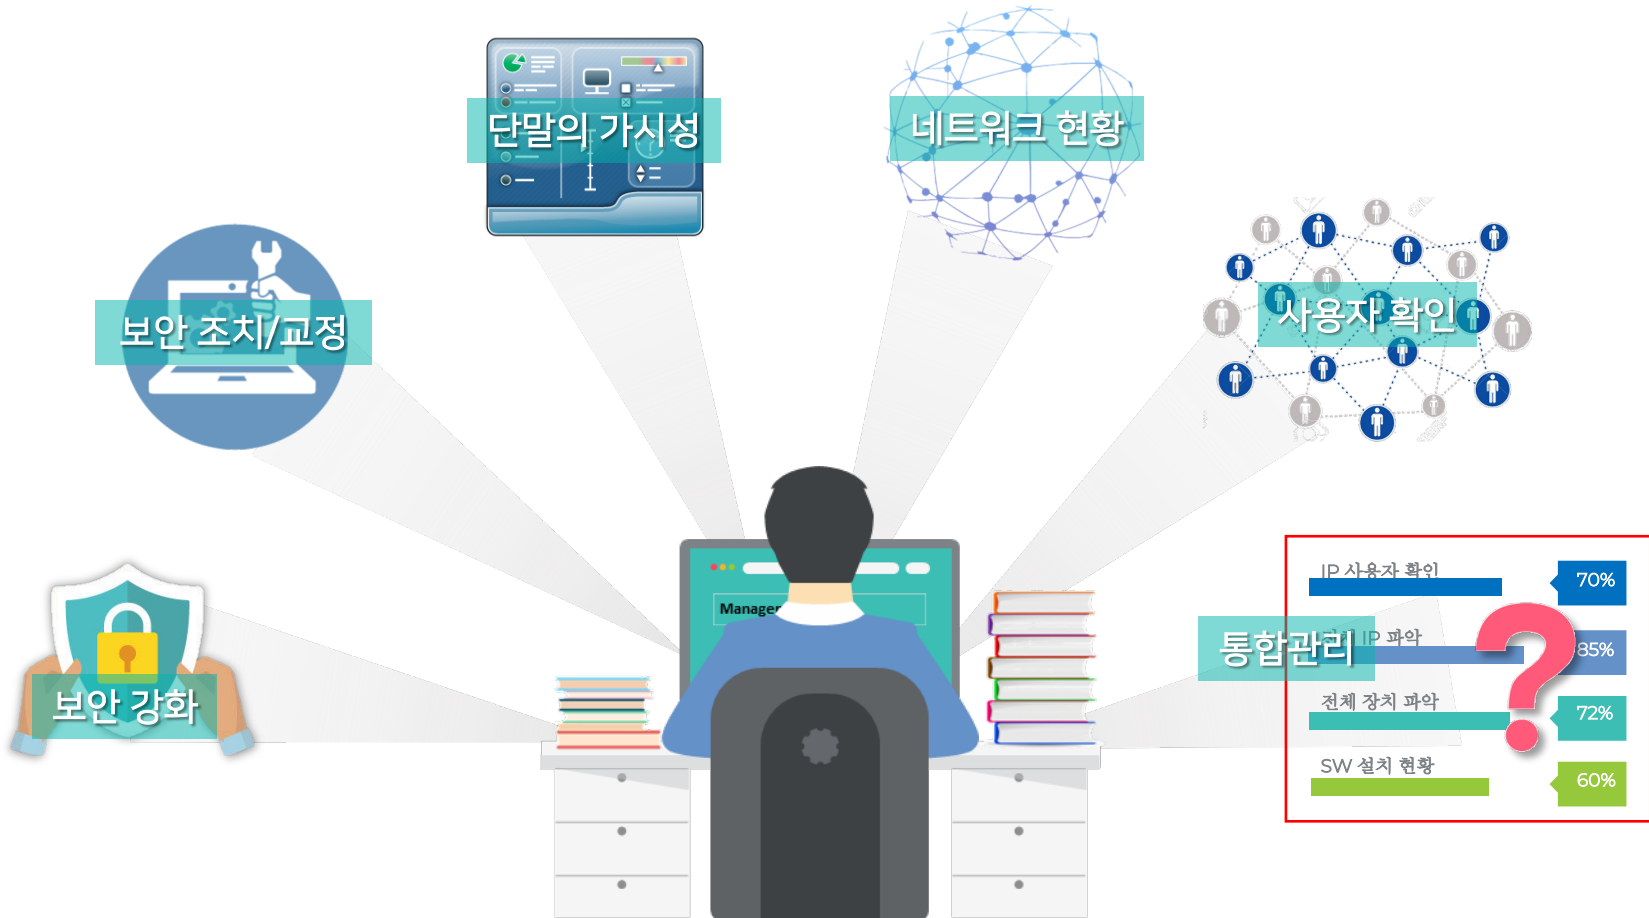 단말의 가시성
네트워크 현황
사용자 확인
보안 조치/교정
보안 강화
Manager
통합관리
IP 사용자 확인
70%
IP 파악
85%
전체 장치 파악
72%
SW 설치 현황
60%
?